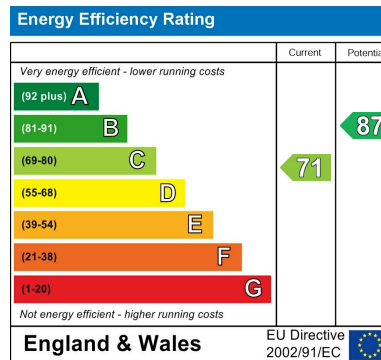 Energy Efficiency Rating
Current
Potentia
Very energy efficient - lower running costs
(92 plus) A
(81-91) B
87
(69-80) C
71
(55-68) D
(39-54) E
(21-38) F
(1-20) G
Not energy efficient - higher running costs
England & Wales
EU Directive
2002/91/EC